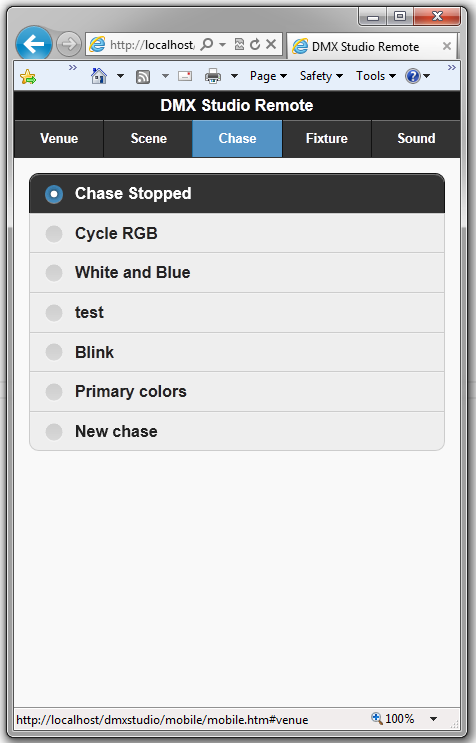 http://localhost/
DMX Studio Remote
»
Page
Safety
Tools
»
DMX Studio Remote
Venue
Scene
Chase
Fixture
Sound
Chase Stopped
Cycle RGB
White and Blue
test
Blink
Primary colors
New chase
http://localhost/dmxstudio/mobile/mobile.htm#venue
100%